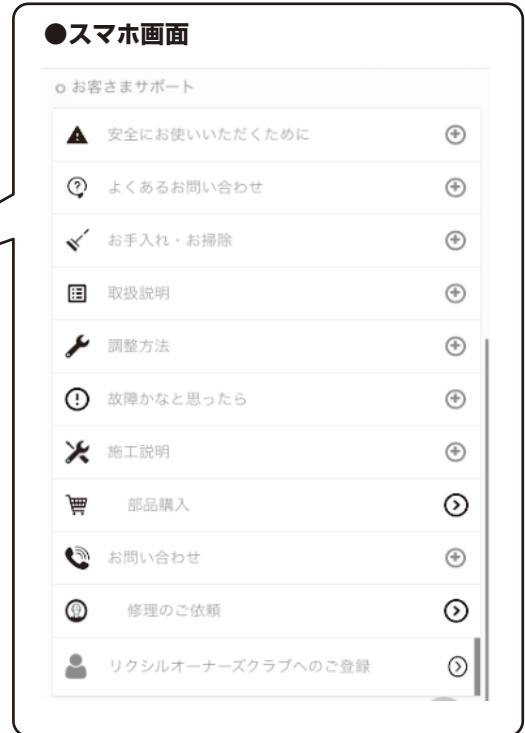 ●スマホ画面
お客さまサポート
安全にお使いいただくために
よくあるお問い合わせ
お手入れ・お掃除
取扱説明
調整方法
故障かなと思ったら
施工説明
部品購入
お問い合わせ
修理のご依頼
リクシルオーナーズクラブへのご登録